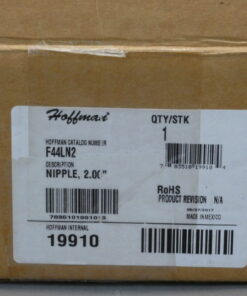 Hoffman
QTY/STK
1
HOFFMAN CATALOG NUMBER
F44LN2
DESCRIPTION
NIPPLE, 2.00"
RoHS
PRODUCT REVISION N/A
MADE IN MEXICO
HOFFMAN INTERNAL
19910